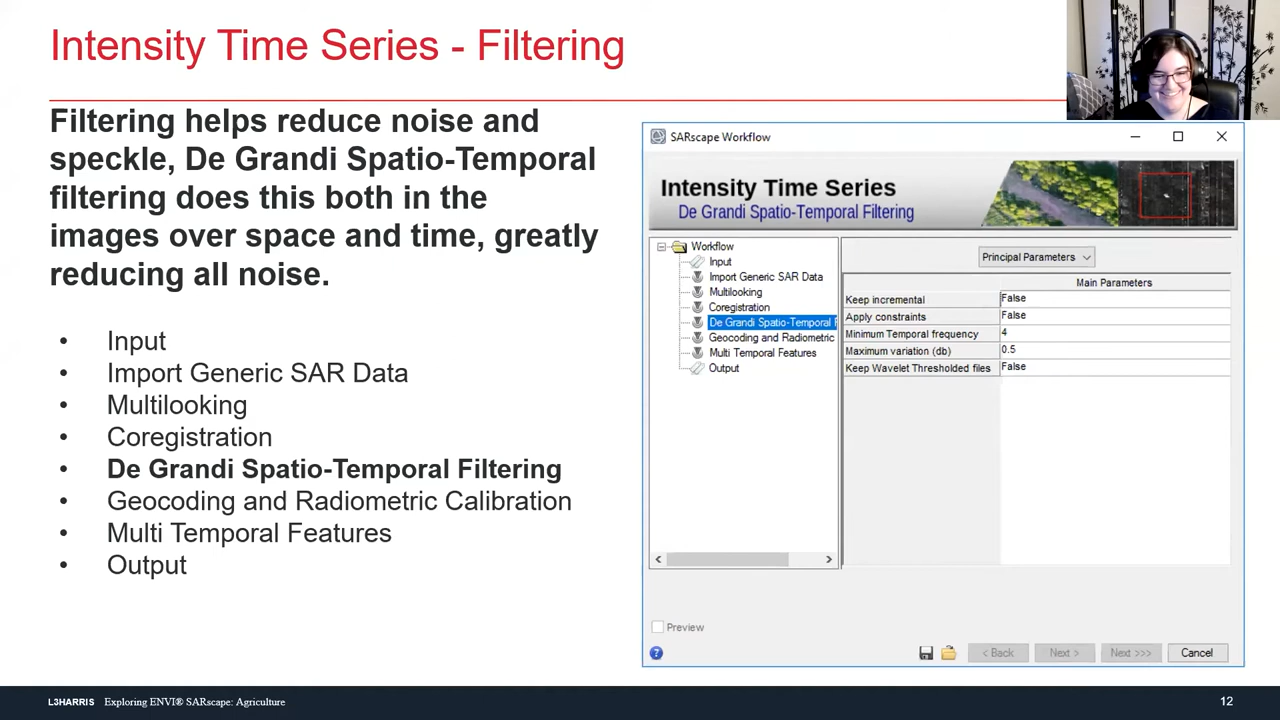 Intensity Time Series - Filtering
Filtering helps reduce noise and
speckle, De Grandi Spatio-Temporal
filtering does this both in the
images over space and time, greatly
reducing all noise.
• Input
• Import Generic SAR Data
• Multilooking
• Coregistration
• De Grandi Spatio-Temporal Filtering
• Geocoding and Radiometric Calibration
• Multi Temporal Features
• Output
SARscape Workflow
Intensity Time Series
De Grandi Spatio-Temporal Filtering
Workflow
Input
Import Generic SAR Data
Multilooking
Coregistration
De Grandi Spatio-Temporal F
Geocoding and Radiometric
Multi Temporal Features
Output
Principal Parameters
Main Parameters
Keep incremental False
Apply constraints False
Minimum Temporal frequency 4
Maximum variation (db) 0.5
Keep Wavelet Thresholded files False
Preview
?
< Back Next > Next >>> Cancel
L3HARRIS Exploring ENVI® SARscape: Agriculture 12